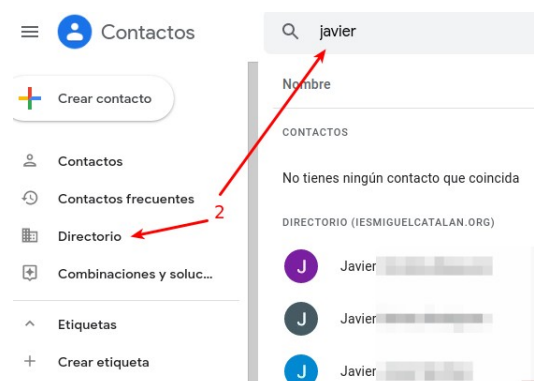 Contactos
javier
Crear contacto
Nombre
CONTACTOS
Contactos
No tienes ningún contacto que coincida
Contactos frecuentes
2
DIRECTORIO (IESMIGUELCATALAN.ORG)
Directorio
J Javier
Combinaciones y soluc...
J Javier
Etiquetas
Crear etiqueta
J Javier